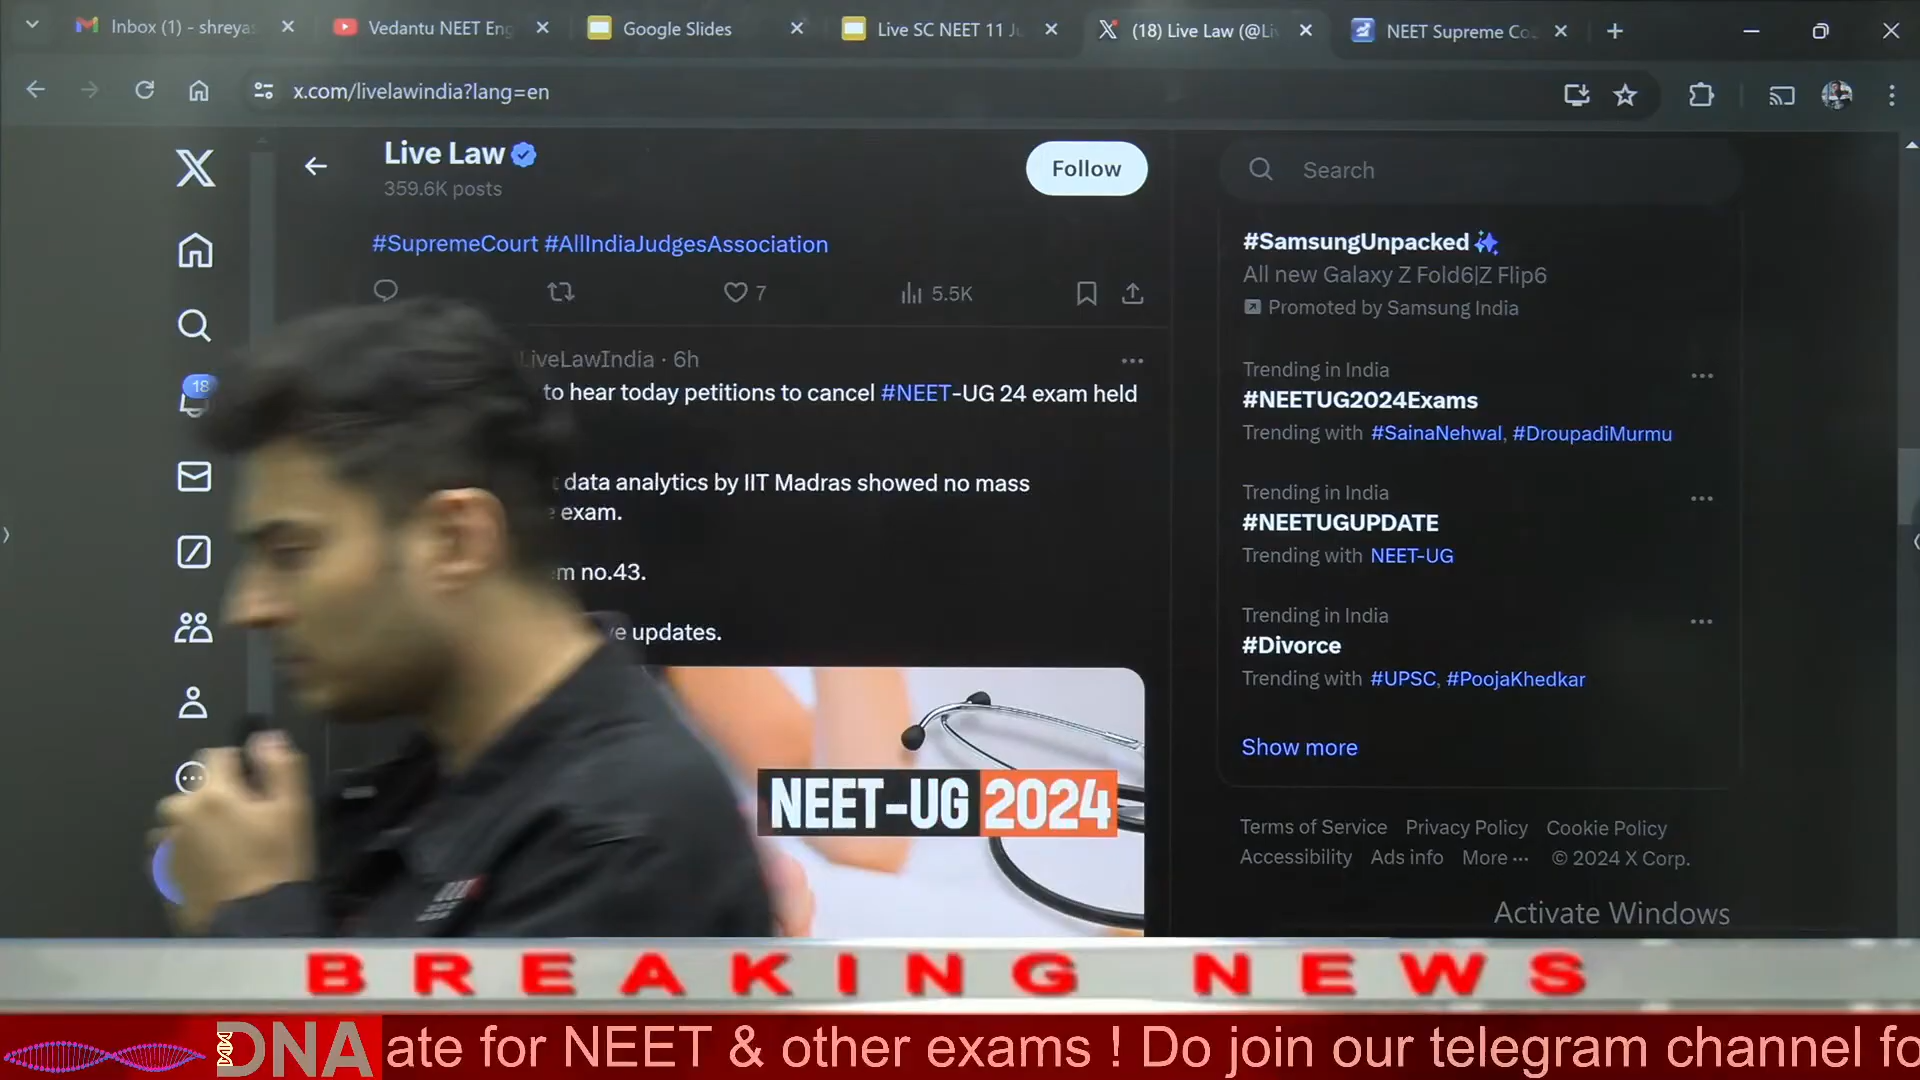 Inbox (1) - shreyas
Vedantu NEET Eng
Google Slides
Live SC NEET 11 J
(18) Live Law (@Li
NEET Supreme Co
x.com/livelawindia?lang=en
Live Law
359.6K posts
Follow
Search
#SupremeCourt #AllIndiaJudgesAssociation
7
5.5K
LiveLawIndia · 6h
to hear today petitions to cancel #NEET-UG 24 exam held
data analytics by IIT Madras showed no mass
exam.
no.43.
updates.
NEET-UG 2024
18
#SamsungUnpacked
All new Galaxy Z Fold6|Z Flip6
Promoted by Samsung India
Trending in India
#NEETUG2024Exams
Trending with #SainaNehwal, #DroupadiMurmu
Trending in India
#NEETUGUPDATE
Trending with NEET-UG
Trending in India
#Divorce
Trending with #UPSC, #PoojaKhedkar
Show more
Terms of Service Privacy Policy Cookie Policy
Accessibility Ads info More ··· © 2024 X Corp.
Activate Windows
BREAKING NEWS
DNA ate for NEET & other exams ! Do join our telegram channel fo